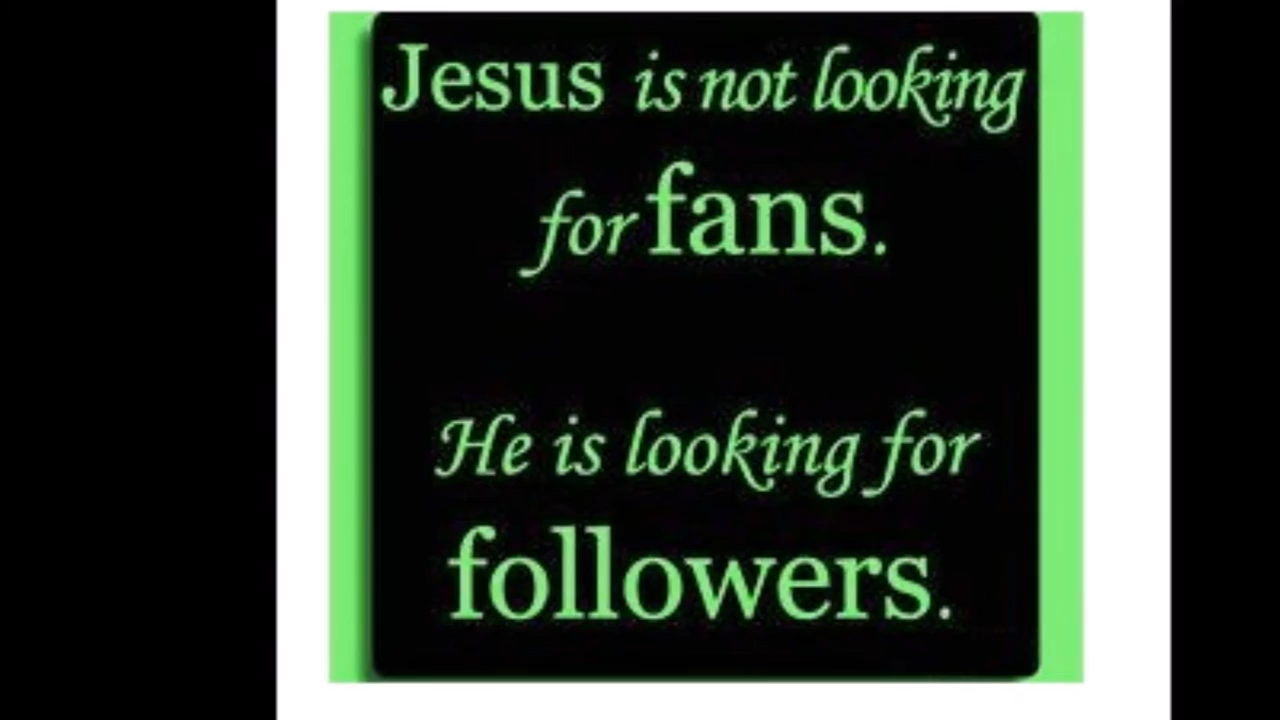 Jesus is not looking
for fans.
He is looking for
followers.